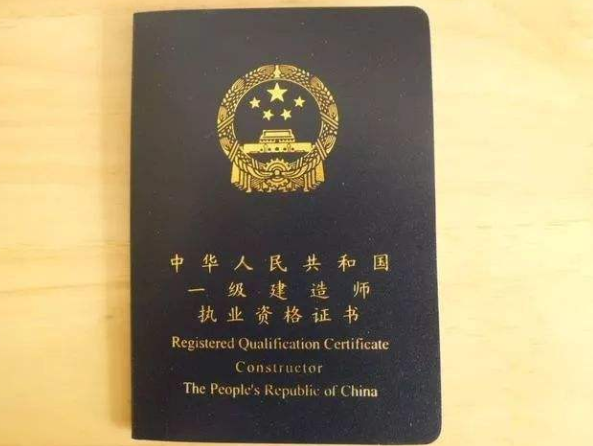 中华人民共和国
一级建造师
执业资格证书
Registered Qualification Certificate
Constructor
The People's Republic of China